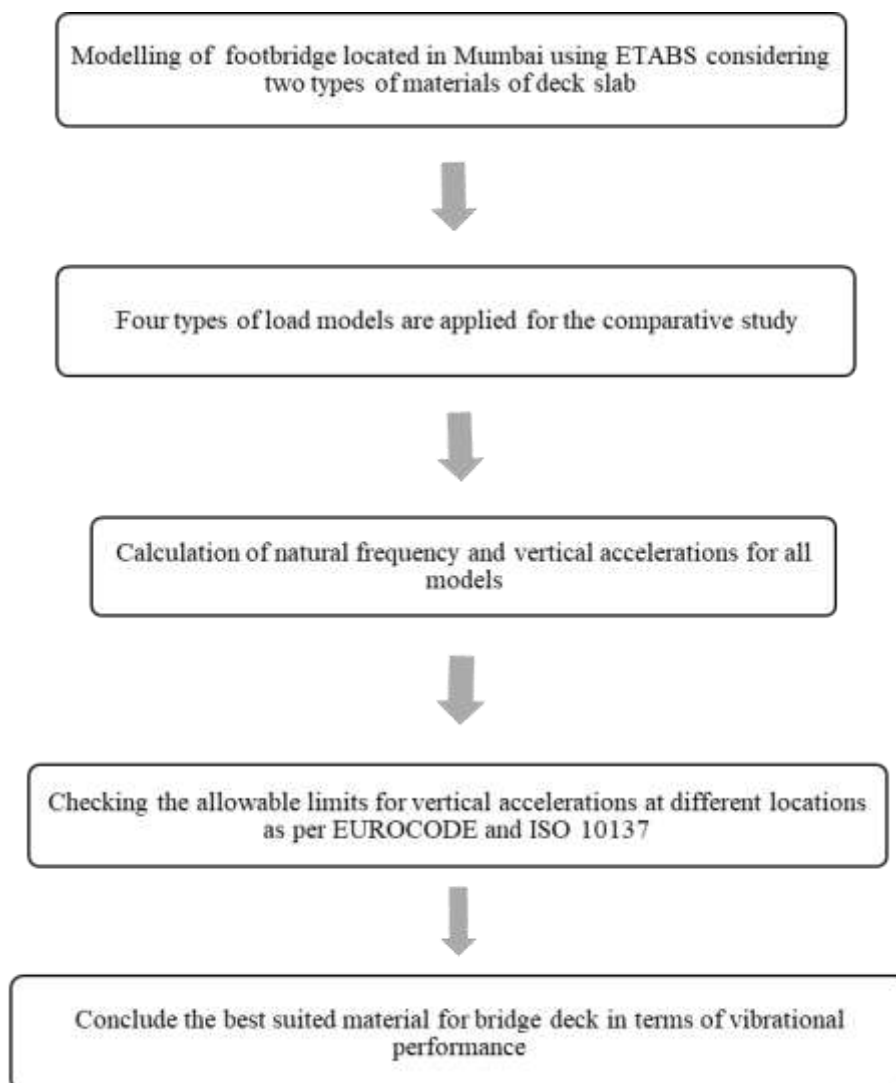 Modelling of footbridge located in Mumbai using ETABS considering
two types of materials of deck slab
Four types of load models are applied for the comparative study
Calculation of natural frequency and vertical accelerations for all
models
Checking the allowable limits for vertical accelerations at different locations
as per EUROCODE and ISO 10137
Conclude the best suited material for bridge deck in terms of vibrational
performance